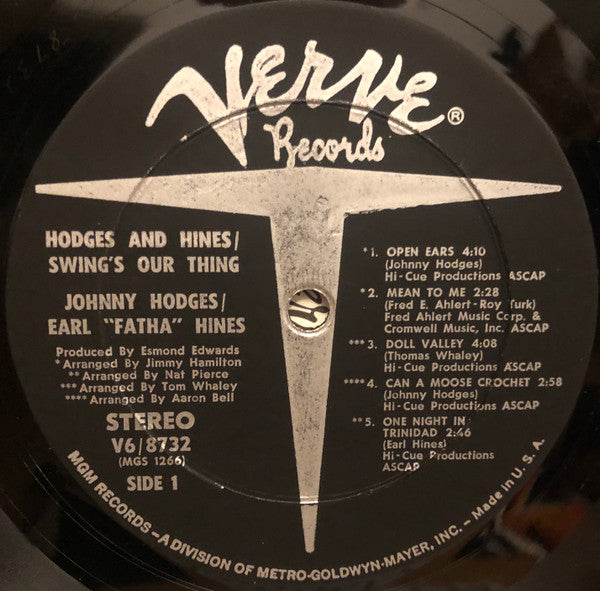 Verve®
Records
HODGES AND HINES/
SWING'S OUR THING
JOHNNY HODGES/
EARL "FATHA" HINES
Produced By Esmond Edwards
* Arranged By Jimmy Hamilton
** Arranged By Nat Pierce
*** Arranged By Tom Whaley
**** Arranged By Aaron Bell
STEREO
V6/8732
(MGS 1266)
SIDE 1
*1. OPEN EARS 4:10
(Johnny Hodges)
Hi-Cue Productions ASCAP
*2. MEAN TO ME 2:28
(Fred E. Ahlert-Roy Turk)
Fred Ahlert Music Corp. &
Cromwell Music, Inc. ASCAP
***3. DOLL VALLEY 4:08
(Thomas Whaley)
Hi-Cue Productions ASCAP
****4. CAN A MOOSE CROCHET 2:58
(Johnny Hodges)
Hi-Cue Productions ASCAP
**5. ONE NIGHT IN
TRINIDAD 2:46
(Earl Hines)
Hi-Cue Productions
ASCAP
MGM RECORDS – A DIVISION OF METRO-GOLDWYN-MAYER, INC. – Made in U. S. A.